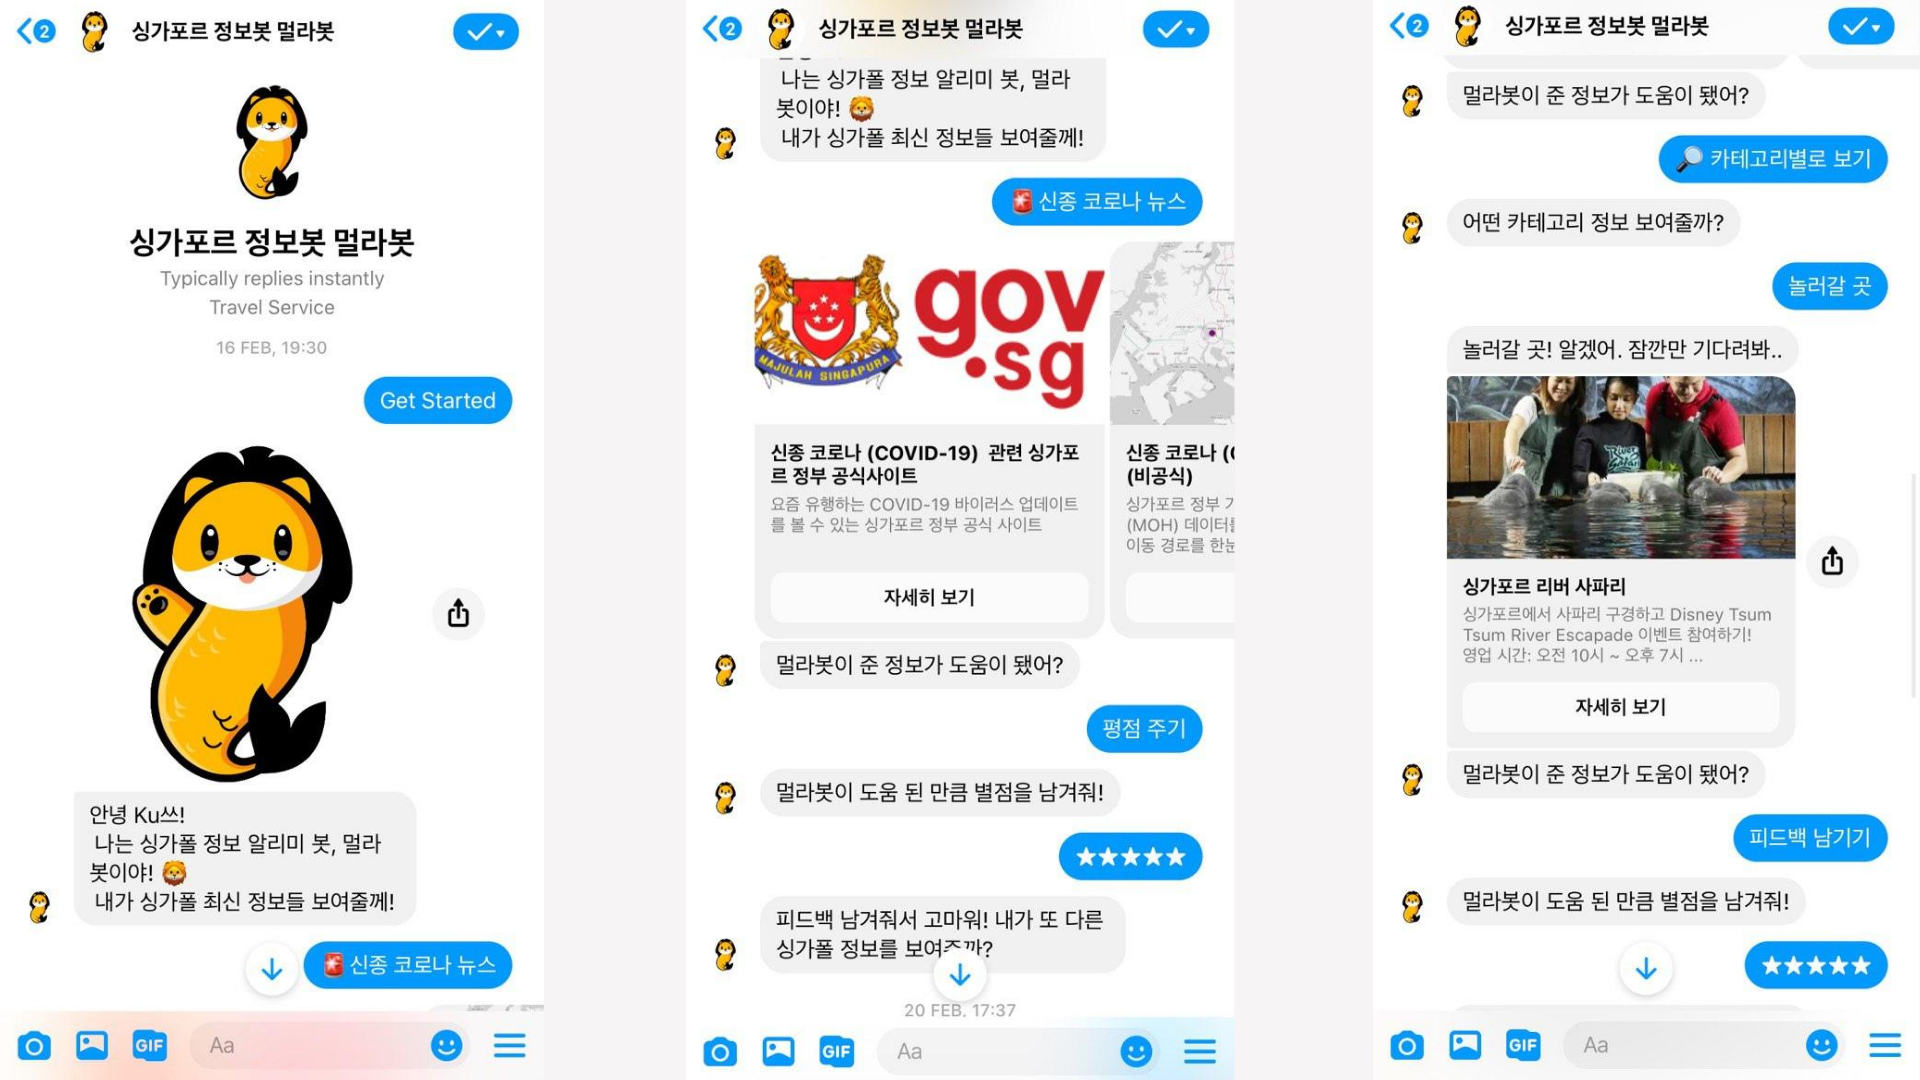 2
싱가포르 정보봇 멀라봇
싱가포르 정보봇 멀라봇
Typically replies instantly
Travel Service
16 FEB, 19:30
Get Started
안녕 Ku쓰!
나는 싱가폴 정보 알리미 봇, 멀라
봇이야! 🦁
내가 싱가폴 최신 정보들 보여줄께!
🚨 신종 코로나 뉴스
GIF
Aa
2
싱가포르 정보봇 멀라봇
나는 싱가폴 정보 알리미 봇, 멀라
봇이야! 🦁
내가 싱가폴 최신 정보들 보여줄께!
🚨 신종 코로나 뉴스
MAJULAH SINGAPURA
gov
.sg
신종 코로나 (COVID-19) 관련 싱가포
르 정부 공식사이트
요즘 유행하는 COVID-19 바이러스 업데이트
를 볼 수 있는 싱가포르 정부 공식 사이트
자세히 보기
신종 코로나 (
(비공식)
싱가포르 정부
(MOH) 데이터를
이동 경로를 한눈
멀라봇이 준 정보가 도움이 됐어?
평점 주기
멀라봇이 도움 된 만큼 별점을 남겨줘!
★★★★★
피드백 남겨줘서 고마워! 내가 또 다른
싱가폴 정보를 보여줄까?
20 FEB, 17:37
GIF
Aa
2
싱가포르 정보봇 멀라봇
멀라봇이 준 정보가 도움이 됐어?
🔎 카테고리별로 보기
어떤 카테고리 정보 보여줄까?
놀러갈 곳
놀러갈 곳! 알겠어. 잠깐만 기다려봐..
River
Safari
싱가포르 리버 사파리
싱가포르에서 사파리 구경하고 Disney Tsum
Tsum River Escapade 이벤트 참여하기!
영업 시간: 오전 10시 ~ 오후 7시 ...
자세히 보기
멀라봇이 준 정보가 도움이 됐어?
피드백 남기기
멀라봇이 도움 된 만큼 별점을 남겨줘!
★★★★★
GIF
Aa